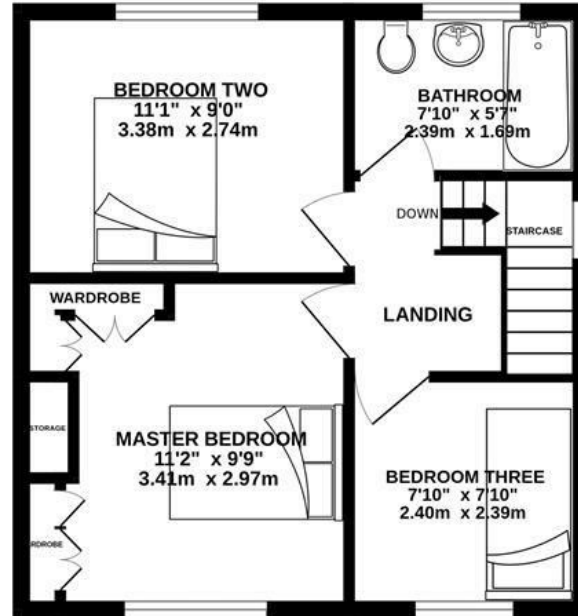 BEDROOM TWO
11'1" x 9'0"
3.38m x 2.74m
BATHROOM
7'10" x 5'7"
2.39m x 1.69m
DOWN
STAIRCASE
WARDROBE
LANDING
STORAGE
MASTER BEDROOM
11'2" x 9'9"
3.41m x 2.97m
BEDROOM THREE
7'10" x 7'10"
2.40m x 2.39m
RDROBE